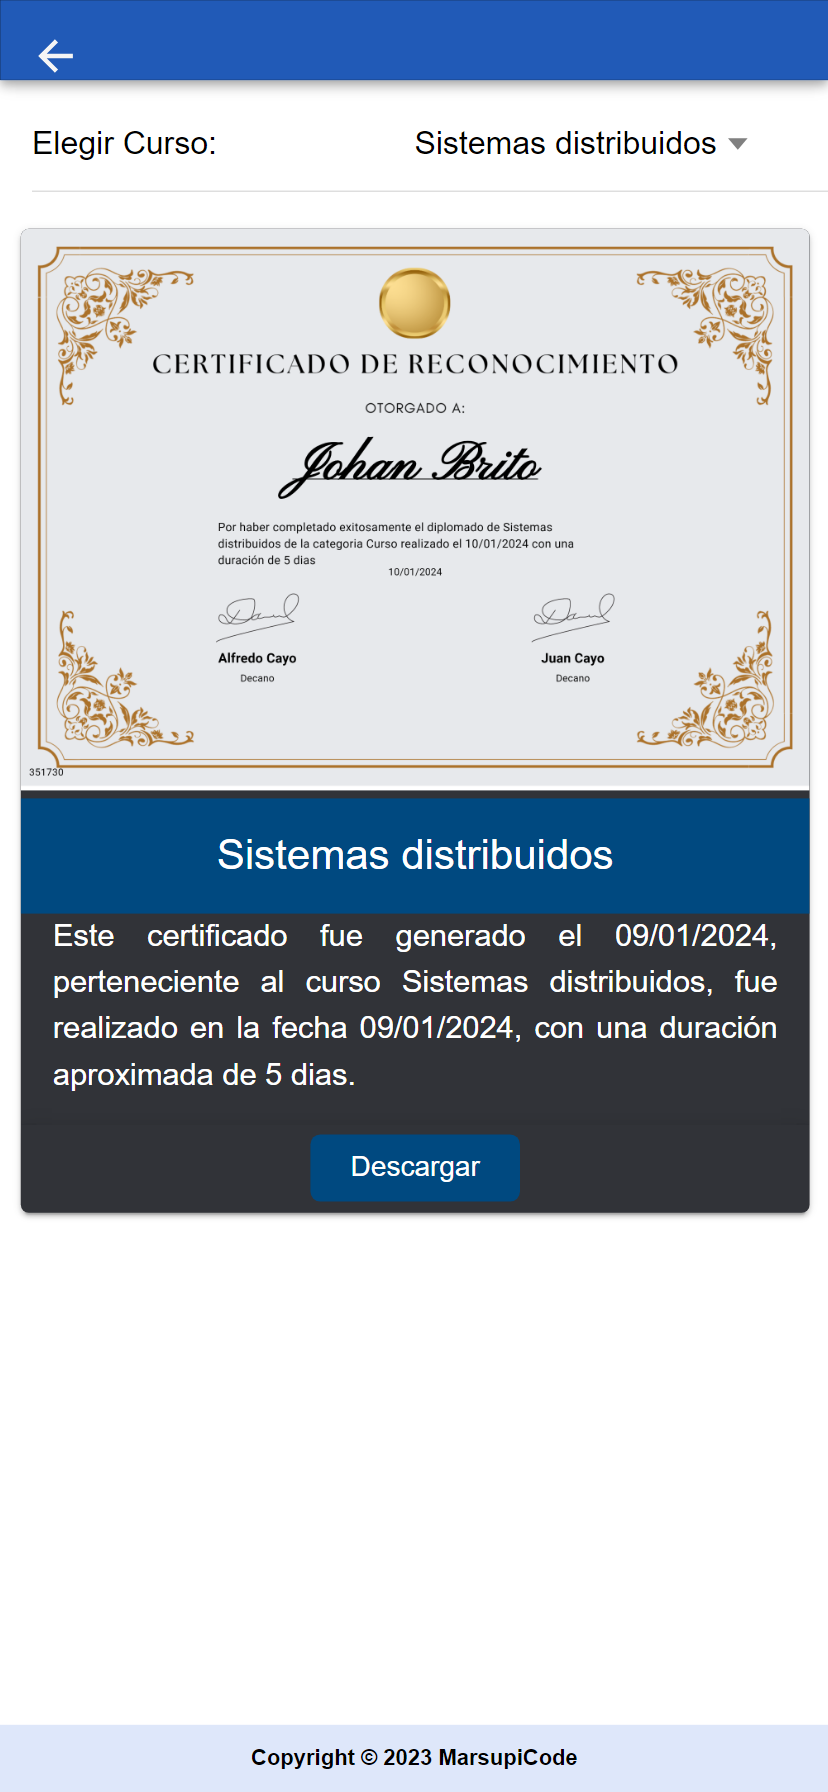 Elegir Curso:
Sistemas distribuidos
CERTIFICADO DE RECONOCIMIENTO
OTORGADO A:
Johan Brito
Por haber completado exitosamente el diplomado de Sistemas
distribuidos de la categoria Curso realizado el 10/01/2024 con una
duración de 5 dias
10/01/2024
Alfredo Cayo
Decano
Juan Cayo
Decano
351730
Sistemas distribuidos
Este certificado fue generado el 09/01/2024,
perteneciente al curso Sistemas distribuidos, fue
realizado en la fecha 09/01/2024, con una duración
aproximada de 5 dias.
Descargar
Copyright © 2023 MarsupiCode